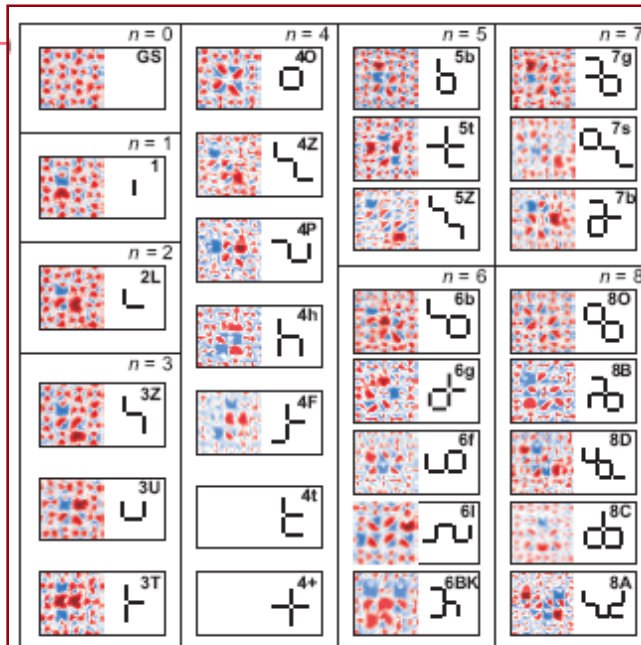 n = 0
GS
n = 1
1
n = 2
2L
n = 3
3Z
3U
3T
n = 4
4O
4Z
4P
4h
4F
4t
4+
n = 5
5b
5t
5Z
n = 6
6b
6g
6f
6I
6BK
n = 7
7g
7s
7b
n = 8
8O
8B
8D
8C
8A